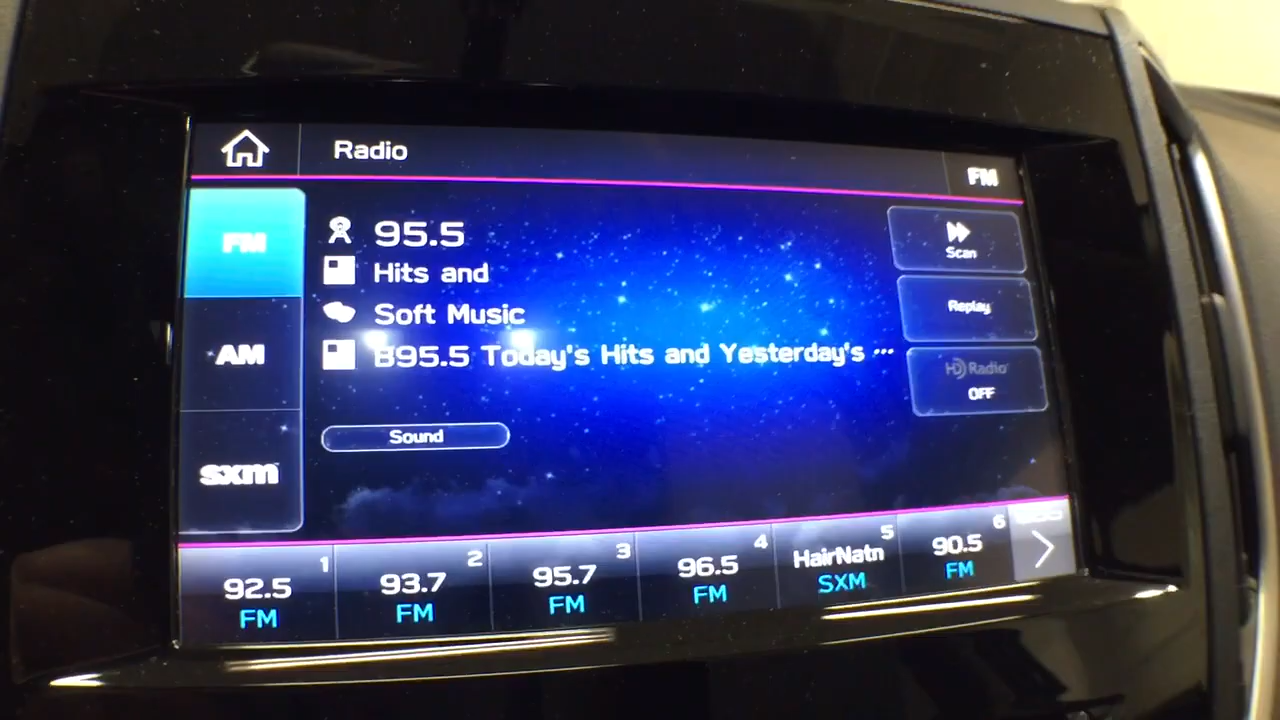 Radio
FM
FM
95.5
Scan
Hits and
Replay
Soft Music
AM
B95.5 Today's Hits and Yesterday's ...
HD Radio
OFF
Sound
sxm
1
2
3
4
5
6
92.5
93.7
95.7
96.5
HairNatn
90.5
FM
FM
FM
FM
SXM
FM